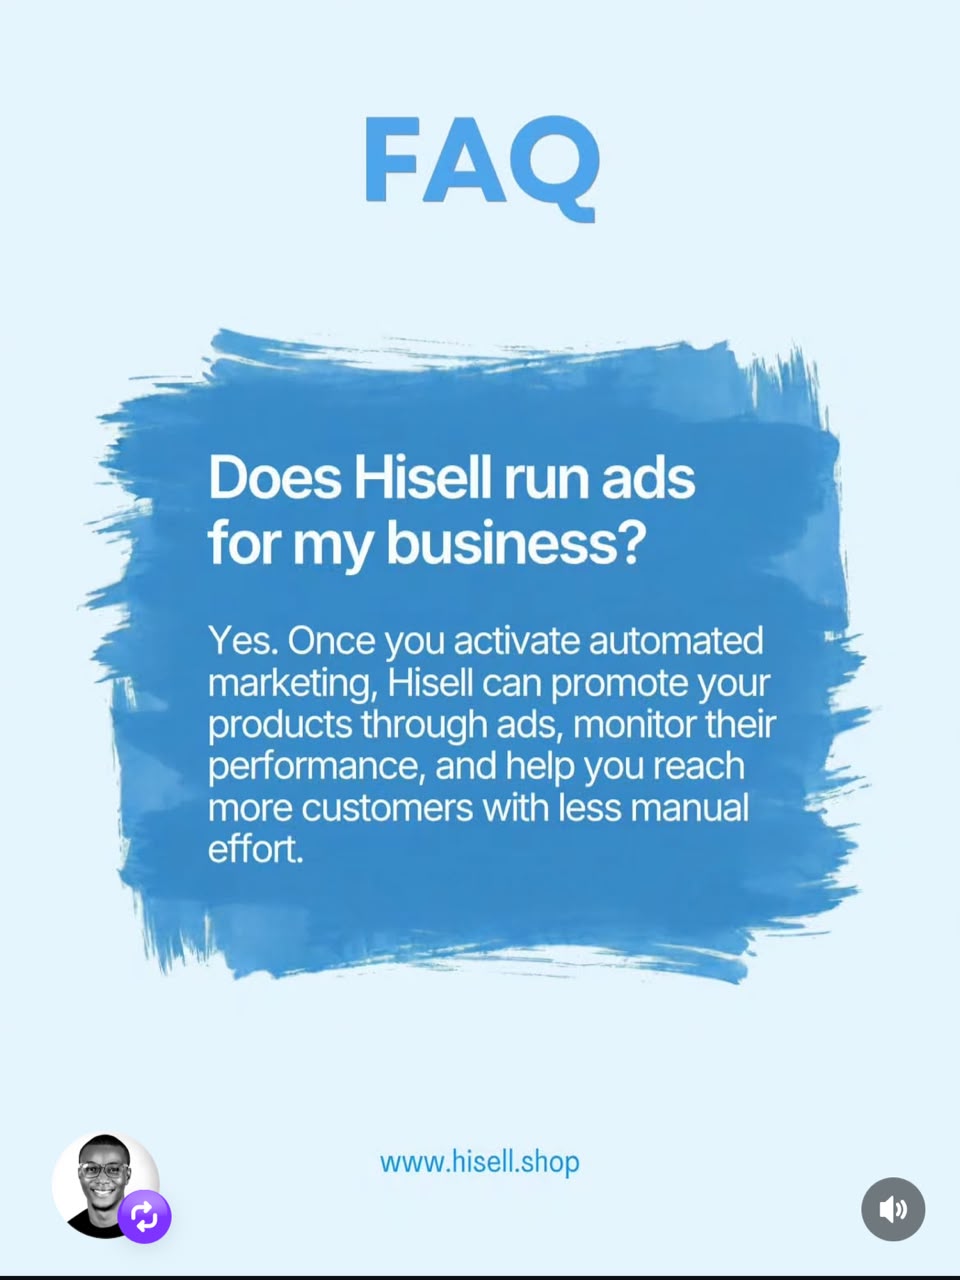 FAQ
Does Hisell run ads
for my business?
Yes. Once you activate automated
marketing, Hisell can promote your
products through ads, monitor their
performance, and help you reach
more customers with less manual
effort.
www.hisell.shop